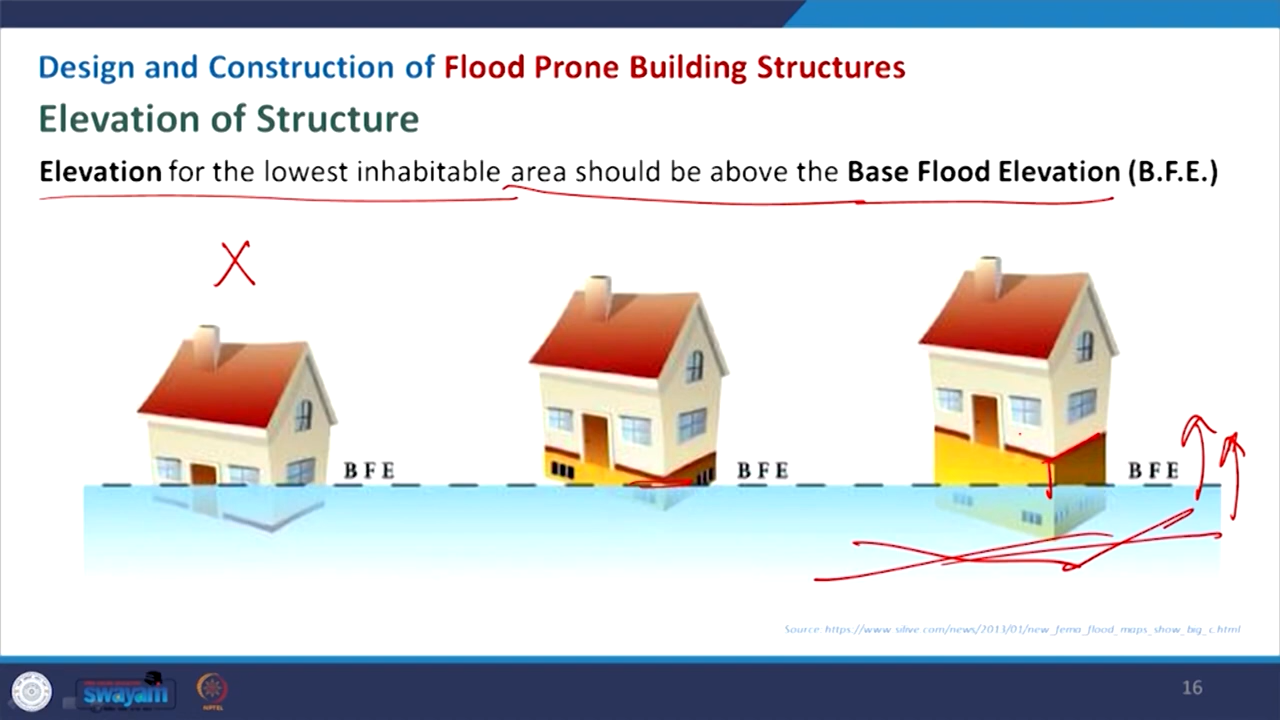 Design and Construction of Flood Prone Building Structures
Elevation of Structure
Elevation for the lowest inhabitable area should be above the Base Flood Elevation (B.F.E.)
X
B F E
B F E
B F E
Source: https://www.silive.com/news/2013/01/new_fema_flood_maps_show_big_c.html
swayam
NPTEL
16